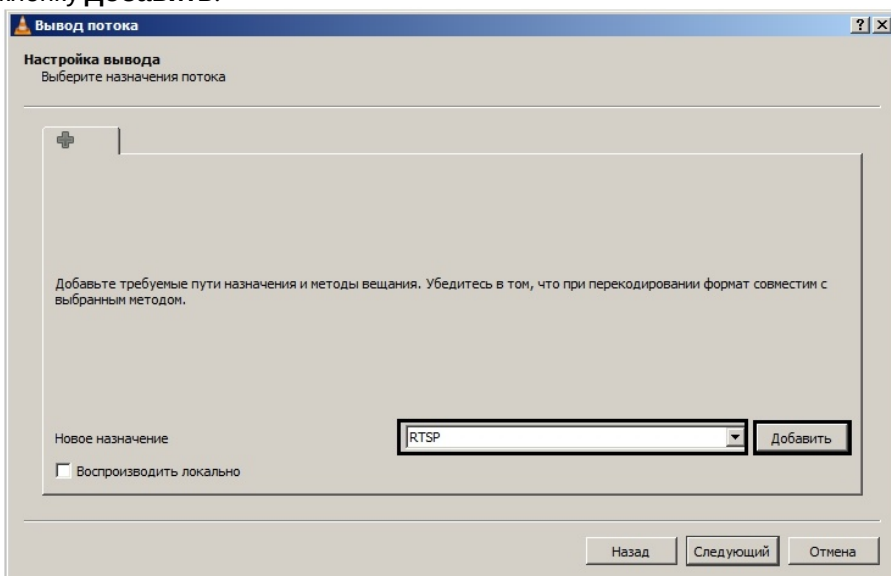 Добавить.
Вывод потока
Настройка вывода
Выберите назначения потока
Добавьте требуемые пути назначения и методы вещания. Убедитесь в том, что при перекодировании формат совместим с
выбранным методом.
Новое назначение RTSP Добавить
Воспроизводить локально
Назад Следующий Отмена